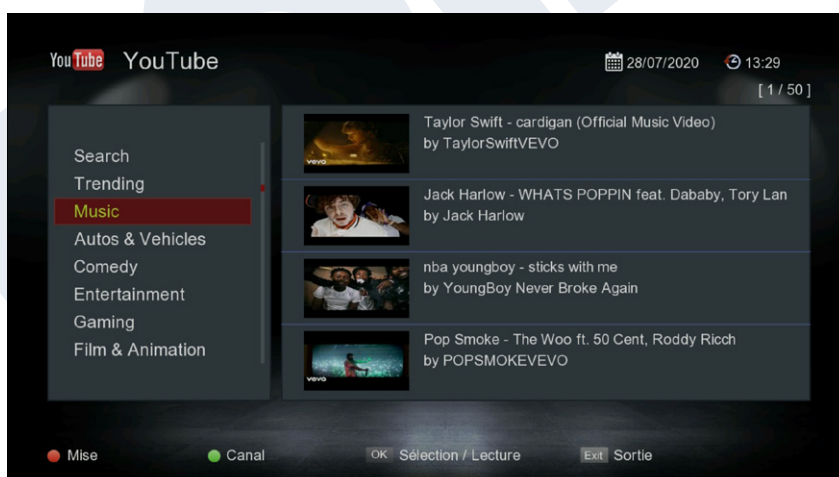 YouTube YouTube
28/07/2020 13:29
[ 1 / 50 ]
Search
Trending
Music
Autos & Vehicles
Comedy
Entertainment
Gaming
Film & Animation
vevo
Taylor Swift - cardigan (Official Music Video)
by TaylorSwiftVEVO
Jack Harlow - WHATS POPPIN feat. Dababy, Tory Lan
by Jack Harlow
nba youngboy - sticks with me
by YoungBoy Never Broke Again
vevo
Pop Smoke - The Woo ft. 50 Cent, Roddy Ricch
by POPSMOKEVEVO
Mise Canal OK Sélection / Lecture Exit Sortie